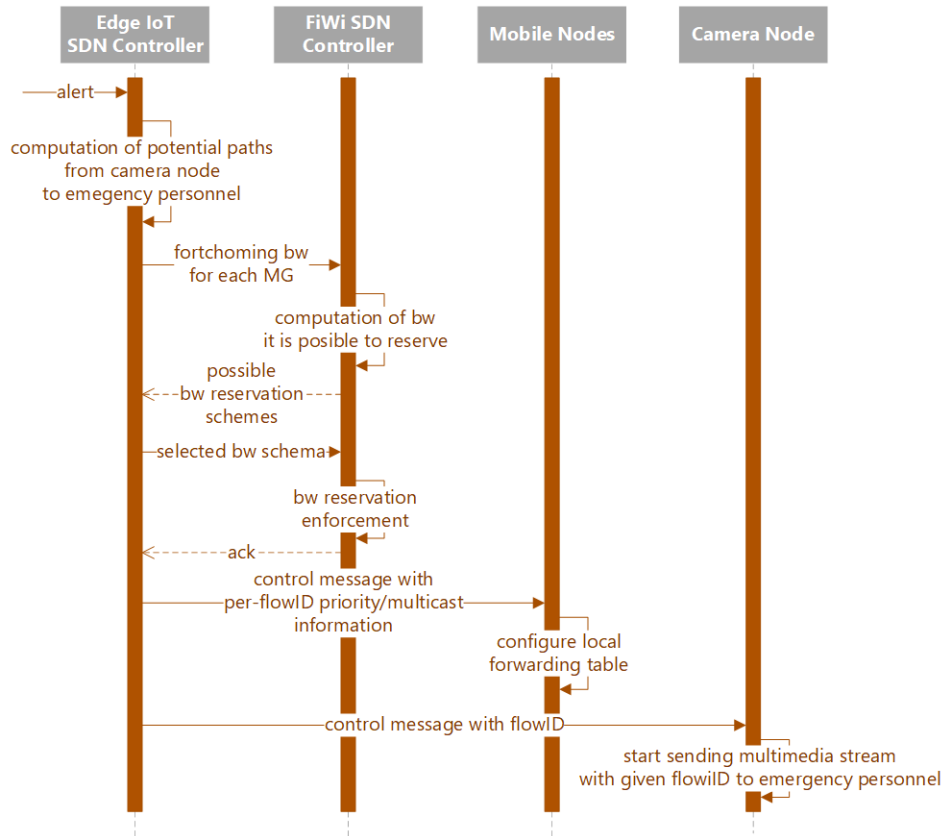 Edge IoT
SDN Controller
FiWi SDN
Controller
Mobile Nodes
Camera Node
alert
computation of potential paths
from camera node
to emegency personnel
fortchoming bw
for each MG
computation of bw
it is posible to reserve
possible
bw reservation
schemes
selected bw schema
bw reservation
enforcement
ack
control message with
per-flowID priority/multicast
information
configure local
forwarding table
control message with flowID
start sending multimedia stream
with given flowiID to emergency personnel